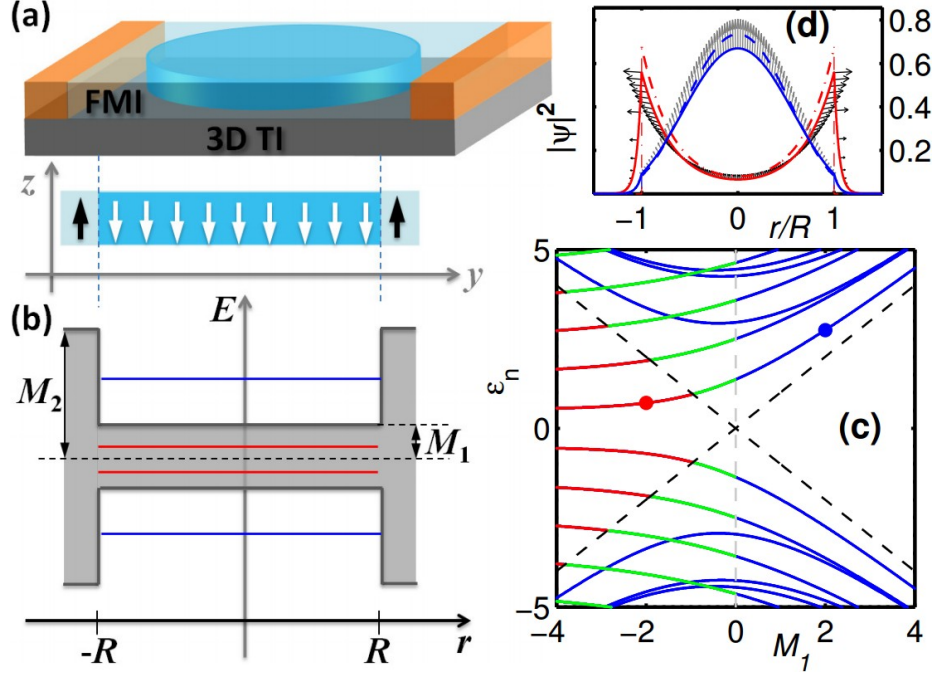 (a)
FMI
3D TI
z
y
(b)
E
M₂
M₁
-R
R
r
(d)
|ψ|²
0.8
0.6
0.4
0.2
−1
0
r/R
1
5
εn
0
(c)
−5
−4
−2
0
2
M₁
4